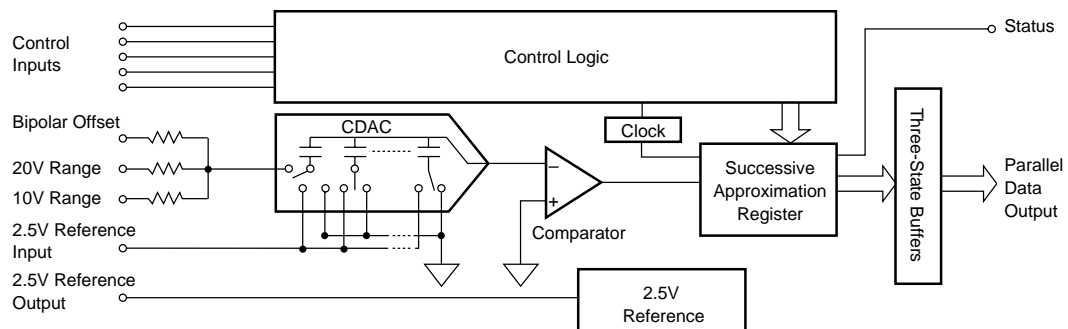 Control
Inputs
Control Logic
Status
Bipolar Offset
20V Range
10V Range
2.5V Reference
Input
2.5V Reference
Output
CDAC
Clock
Comparator
–
+
Successive
Approximation
Register
Three-State Buffers
Parallel
Data
Output
2.5V
Reference